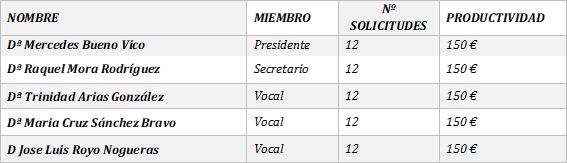 NOMBRE MIEMBRO Nº SOLICITUDES PRODUCTIVIDAD
Dª Mercedes Bueno Vico Presidente 12 150 €
Dª Raquel Mora Rodríguez Secretario 12 150 €
Dª Trinidad Arias González Vocal 12 150 €
Dª Maria Cruz Sánchez Bravo Vocal 12 150 €
D Jose Luis Royo Nogueras Vocal 12 150 €